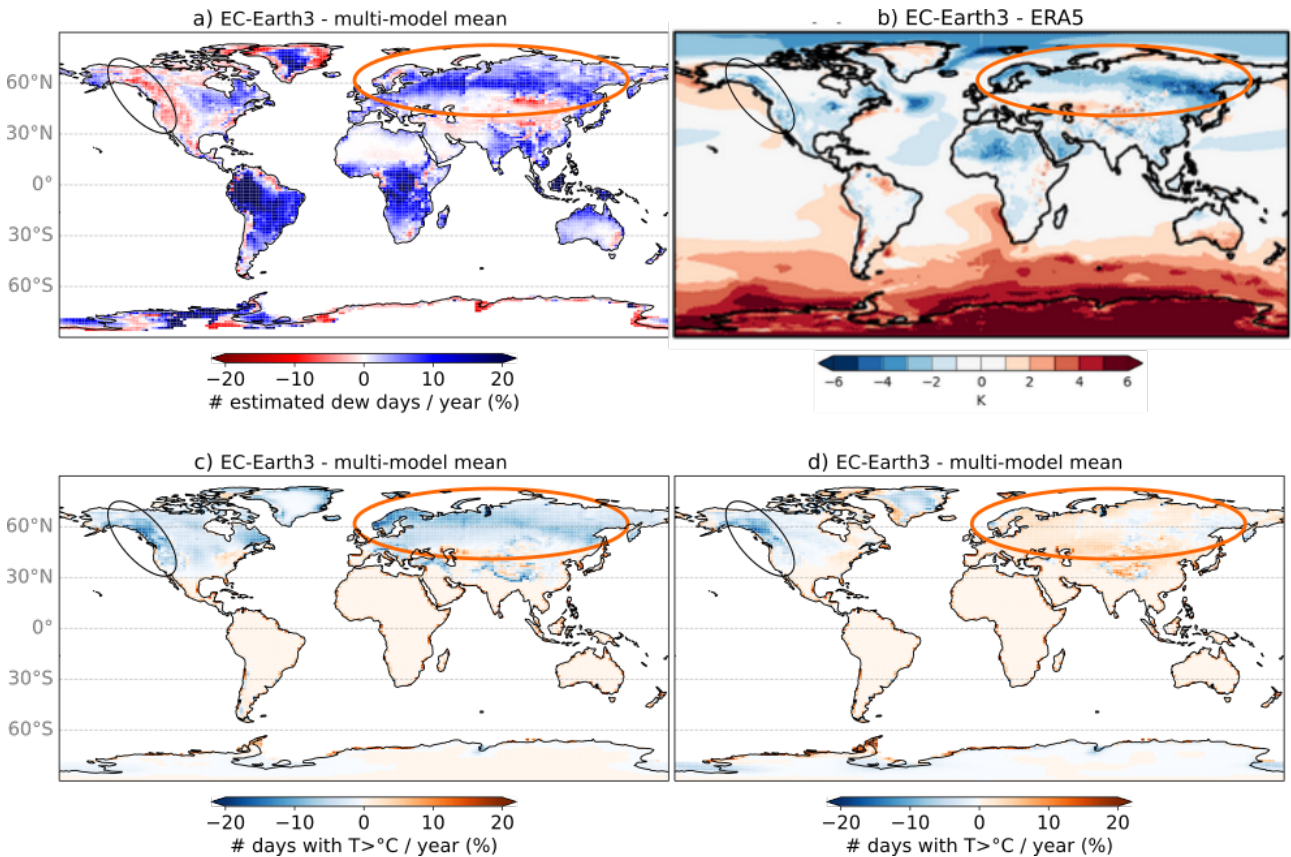 a) EC-Earth3 - multi-model mean
b) EC-Earth3 - ERA5
60°N
30°N
0°
30°S
60°S
−20 −10 0 10 20
# estimated dew days / year (%)
−6 −4 −2 0 2 4 6
K
c) EC-Earth3 - multi-model mean
d) EC-Earth3 - multi-model mean
60°N
30°N
0°
30°S
60°S
−20 −10 0 10 20
# days with T>°C / year (%)
−20 −10 0 10 20
# days with T>°C / year (%)